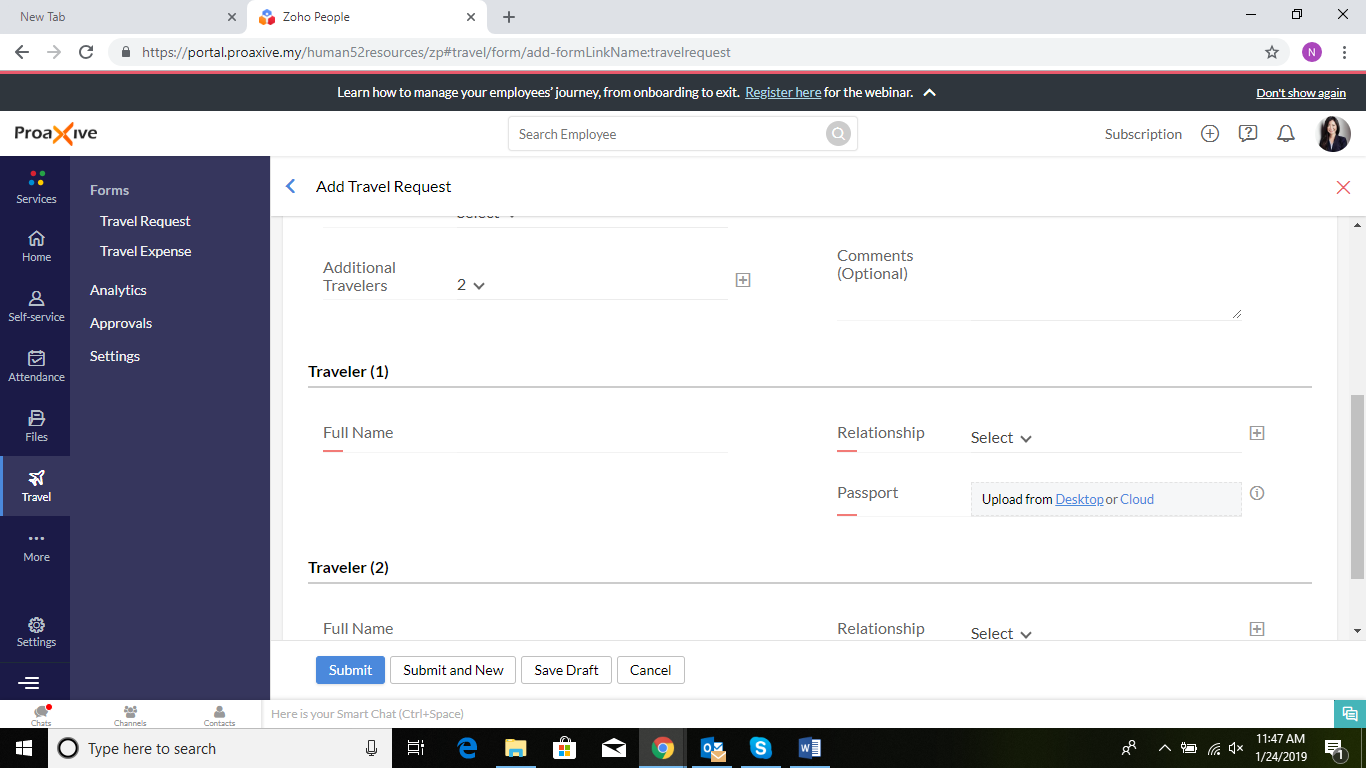 New Tab
Zoho People
https://portal.proaxive.my/human52resources/zp#travel/form/add-formLinkName:travelrequest
N
Learn how to manage your employees' journey, from onboarding to exit. Register here for the webinar.
Don't show again
ProaXive
Search Employee
Subscription
Services
Home
Self-service
Attendance
Files
Travel
More
Settings
Forms
Travel Request
Travel Expense
Analytics
Approvals
Settings
Add Travel Request
Select
Additional
Travelers
2
Comments
(Optional)
Traveler (1)
Full Name
Relationship
Select
Passport
Upload from Desktop or Cloud
Traveler (2)
Full Name
Relationship
Select
Submit
Submit and New
Save Draft
Cancel
Chats
Channels
Contacts
Here is your Smart Chat (Ctrl+Space)
Type here to search
11:47 AM
1/24/2019
1